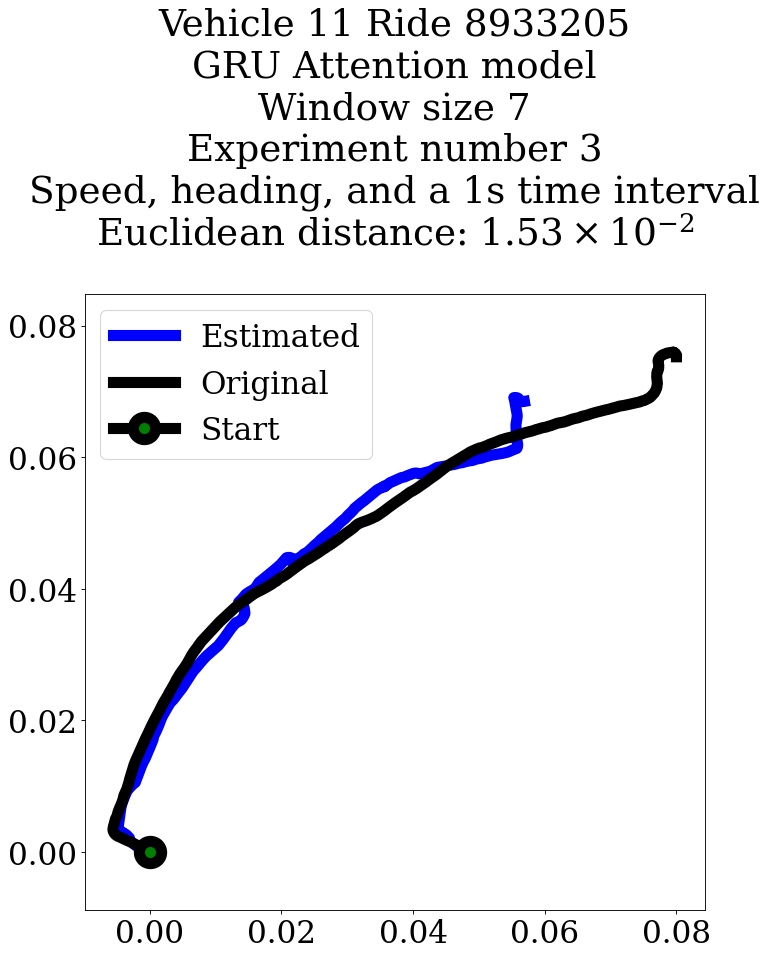 Vehicle 11 Ride 8933205
GRU Attention model
Window size 7
Experiment number 3
Speed, heading, and a 1s time interval
Euclidean distance: 1.53 × 10⁻²
Estimated
Original
Start
0.08
0.06
0.04
0.02
0.00
0.00 0.02 0.04 0.06 0.08